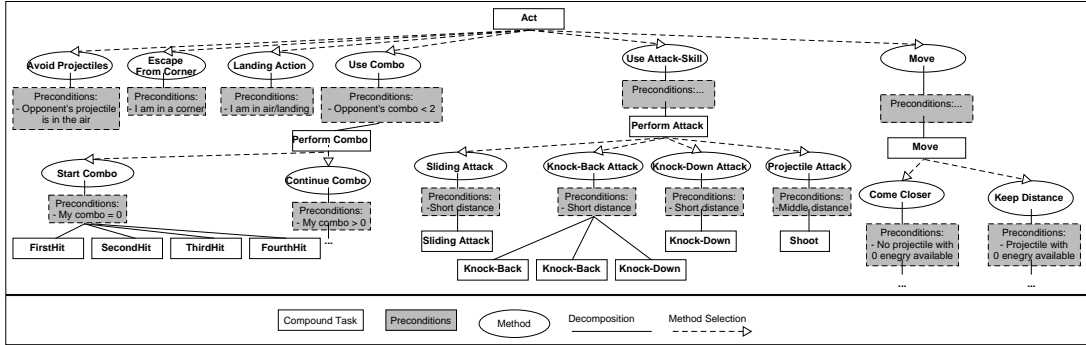 Act
Avoid Projectiles
Escape
From Corner
Landing Action
Use Combo
Use Attack-Skill
Move
Preconditions:
- Opponent's projectile
is in the air
Preconditions:
- I am in a corner
Preconditions:
- I am in air/landing
Preconditions:
- Opponent's combo < 2
Preconditions:...
Preconditions:...
Perform Combo
Perform Attack
Move
Start Combo
Continue Combo
Sliding Attack
Knock-Back Attack
Knock-Down Attack
Projectile Attack
Come Closer
Keep Distance
Preconditions:
- My combo = 0
Preconditions:
- My combo > 0
Preconditions:
-Short distance
Preconditions:
- Short distance
Preconditions:
- Short distance
Preconditions:
-Middle distance
Preconditions:
- No projectile with
0 enegry available
Preconditions:
- Projectile with
0 enegry available
FirstHit
SecondHit
ThirdHit
FourthHit
...
Sliding Attack
Knock-Back
Knock-Back
Knock-Down
Knock-Down
Shoot
...
...
Compound Task
Preconditions
Method
Decomposition
Method Selection